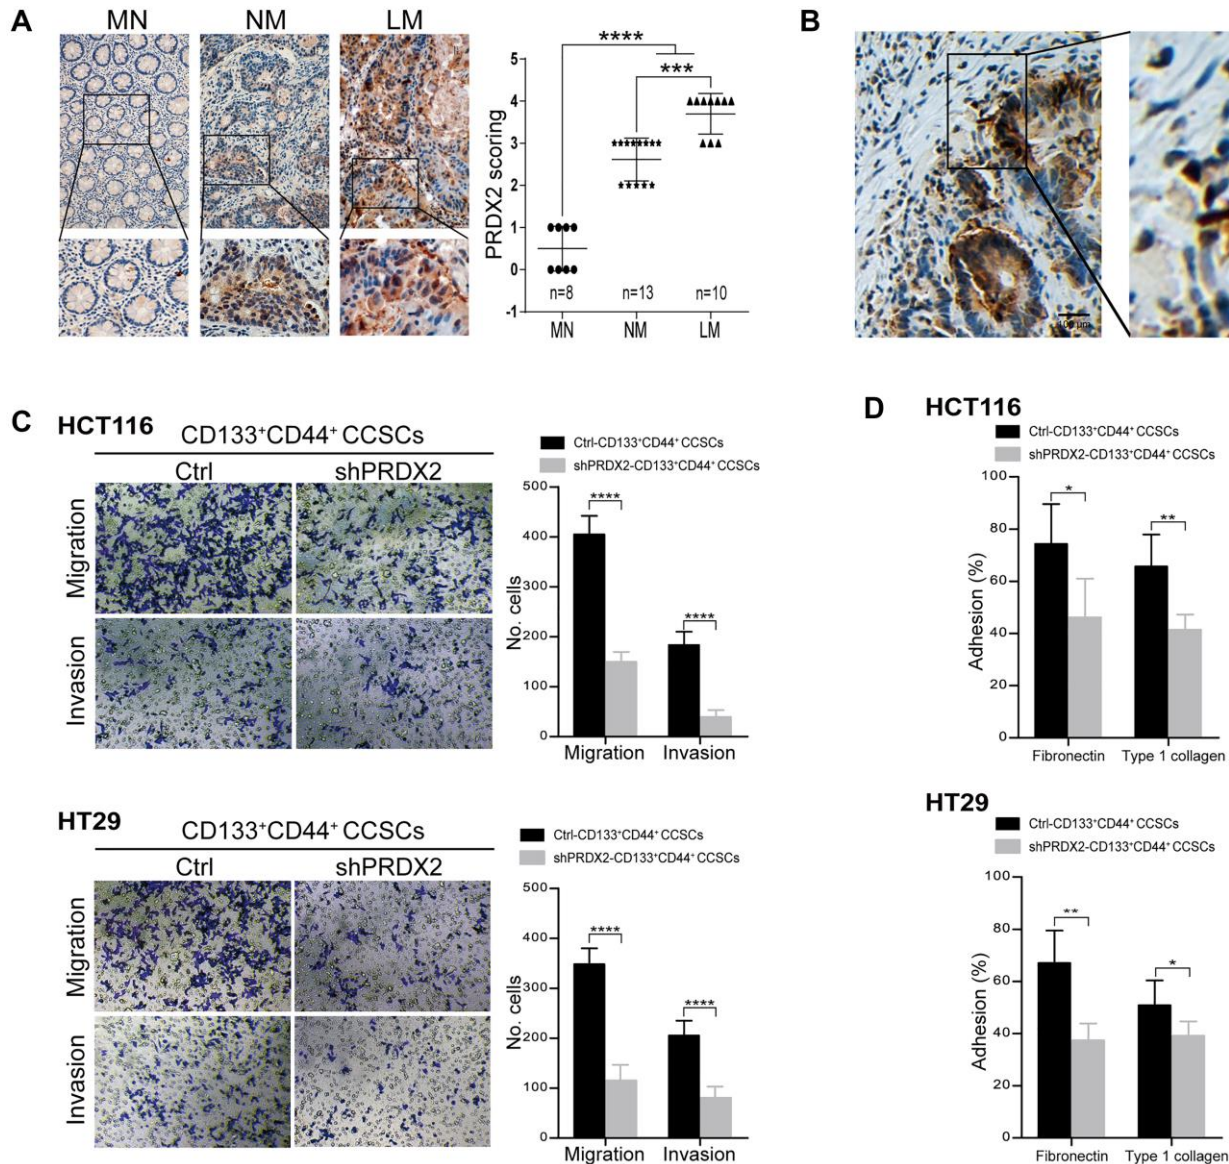 A
MN NM LM
PRDX2 scoring
5
4
3
2
1
0
-1
****
***
n=8 n=13 n=10
MN NM LM
B
100 µm
C
HCT116
CD133⁺CD44⁺ CCSCs
Ctrl shPRDX2
Migration
Invasion
Ctrl-CD133⁺CD44⁺ CCSCs
shPRDX2-CD133⁺CD44⁺ CCSCs
No. cells
500
400
300
200
100
0
****
****
Migration Invasion
HT29
CD133⁺CD44⁺ CCSCs
Ctrl shPRDX2
Migration
Invasion
Ctrl-CD133⁺CD44⁺ CCSCs
shPRDX2-CD133⁺CD44⁺ CCSCs
No. cells
500
400
300
200
100
0
****
****
Migration Invasion
D
HCT116
Ctrl-CD133⁺CD44⁺ CCSCs
shPRDX2-CD133⁺CD44⁺ CCSCs
Adhesion (%)
100
80
60
40
20
0
*
**
Fibronectin Type 1 collagen
HT29
Ctrl-CD133⁺CD44⁺ CCSCs
shPRDX2-CD133⁺CD44⁺ CCSCs
Adhesion (%)
80
60
40
20
0
**
*
Fibronectin Type 1 collagen